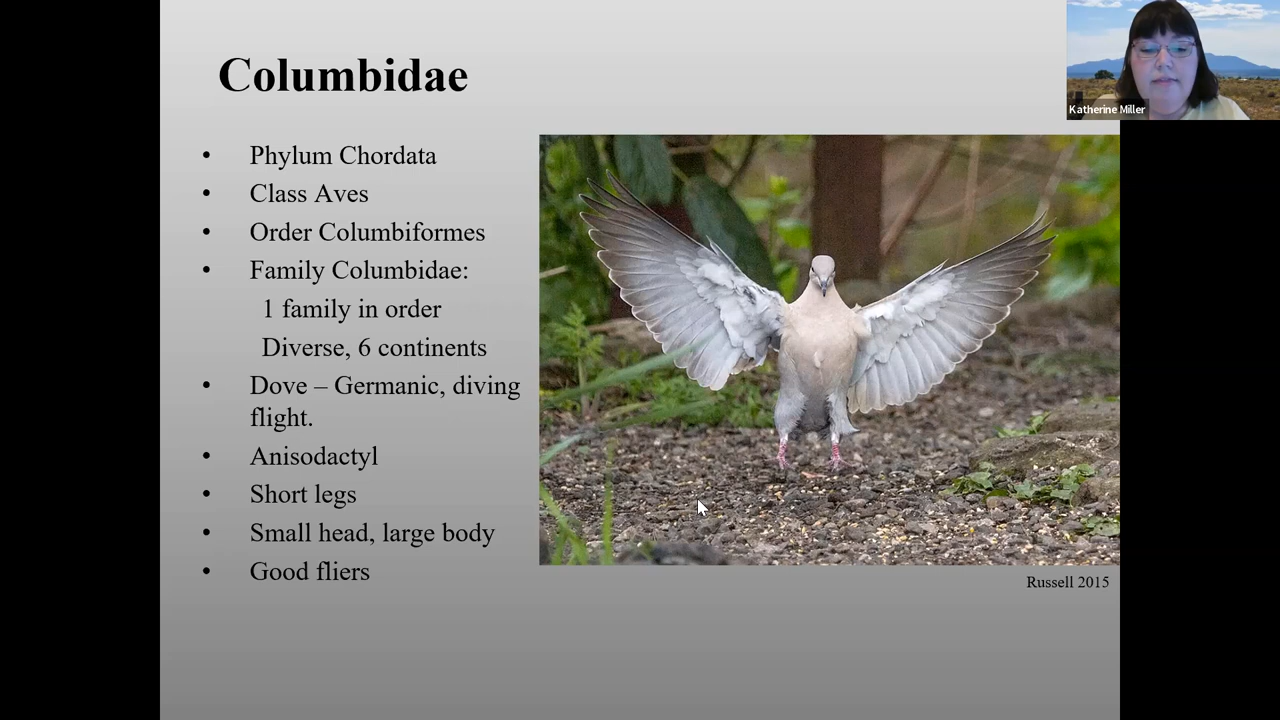 Columbidae
Katherine Miller
• Phylum Chordata
• Class Aves
• Order Columbiformes
• Family Columbidae:
1 family in order
Diverse, 6 continents
• Dove – Germanic, diving
flight.
• Anisodactyl
• Short legs
• Small head, large body
• Good fliers
Russell 2015